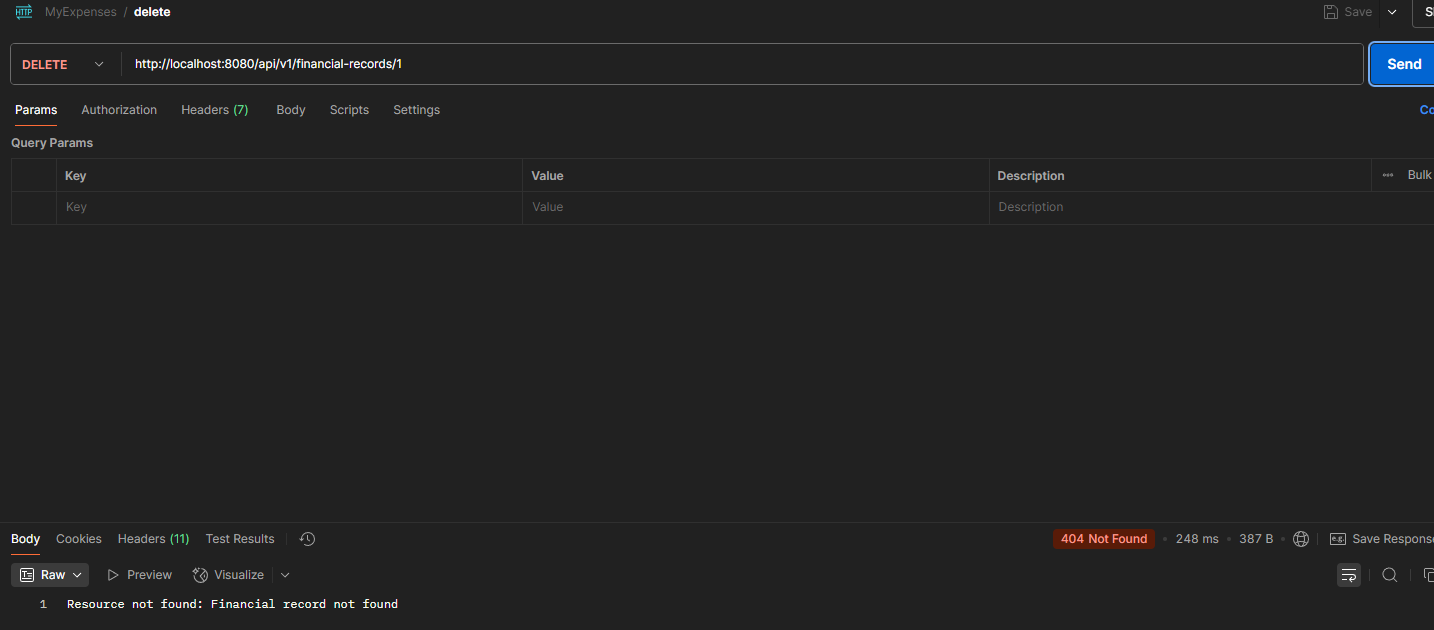 HTTP MyExpenses / delete Save
DELETE http://localhost:8080/api/v1/financial-records/1 Send
Params Authorization Headers (7) Body Scripts Settings
Query Params
Key Value Description Bulk
Key Value Description
Body Cookies Headers (11) Test Results 404 Not Found • 248 ms • 387 B • e.g. Save Response
Raw Preview Visualize
1 Resource not found: Financial record not found